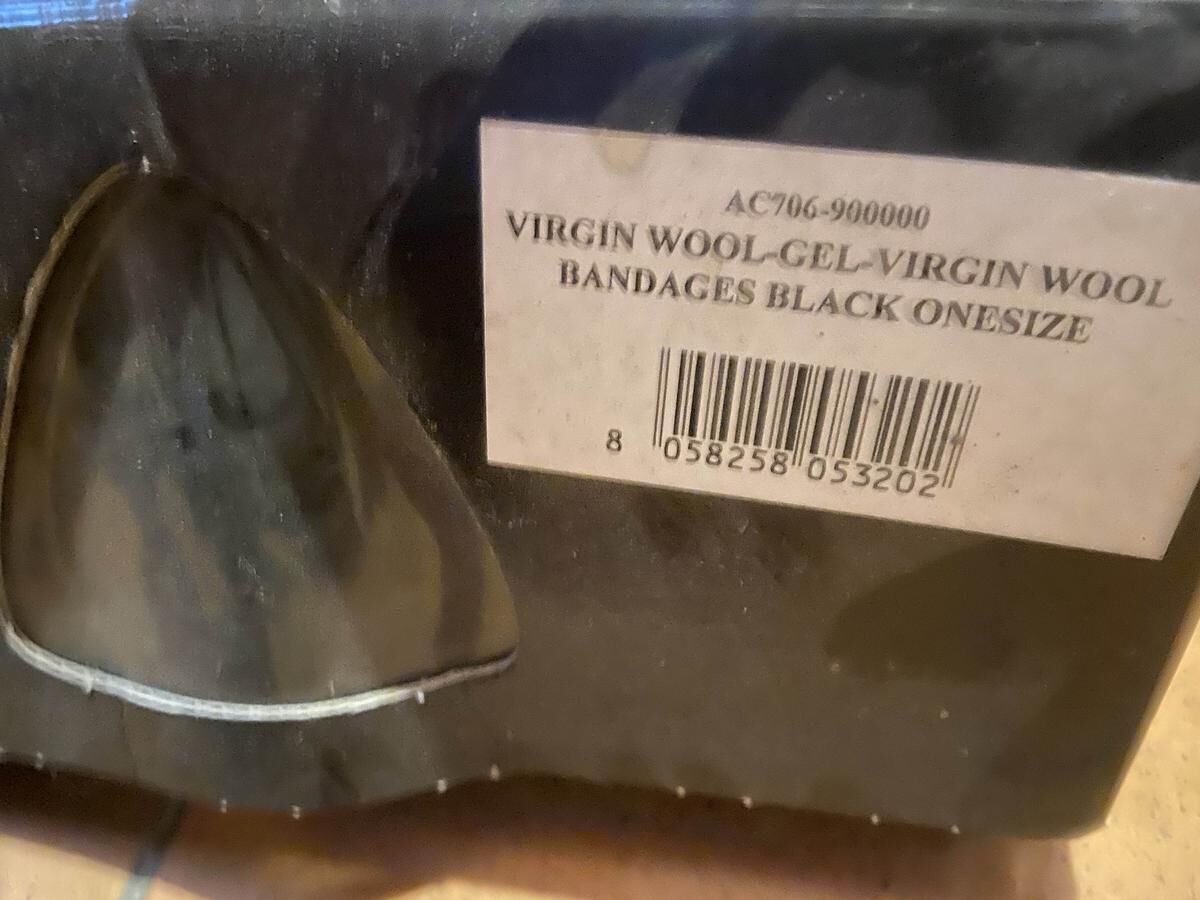 AC706-900000
VIRGIN WOOL-GEL-VIRGIN WOOL
BANDAGES BLACK ONESIZE
8 058258 053202